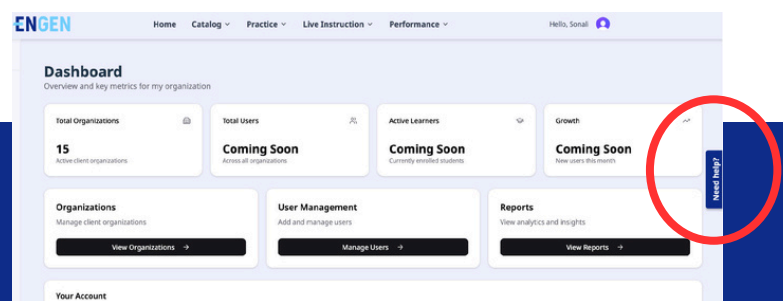 ENGEN
Home Catalog Practice Live Instruction Performance Hello, Sonali
Dashboard
Overview and key metrics for my organization
Total Organizations
15
Active client organizations
Total Users
Coming Soon
Across all organizations
Active Learners
Coming Soon
Currently enrolled students
Growth
Coming Soon
New users this month
Need help?
Organizations
Manage client organizations
View Organizations →
User Management
Add and manage users
Manage Users →
Reports
View analytics and insights
View Reports →
Your Account